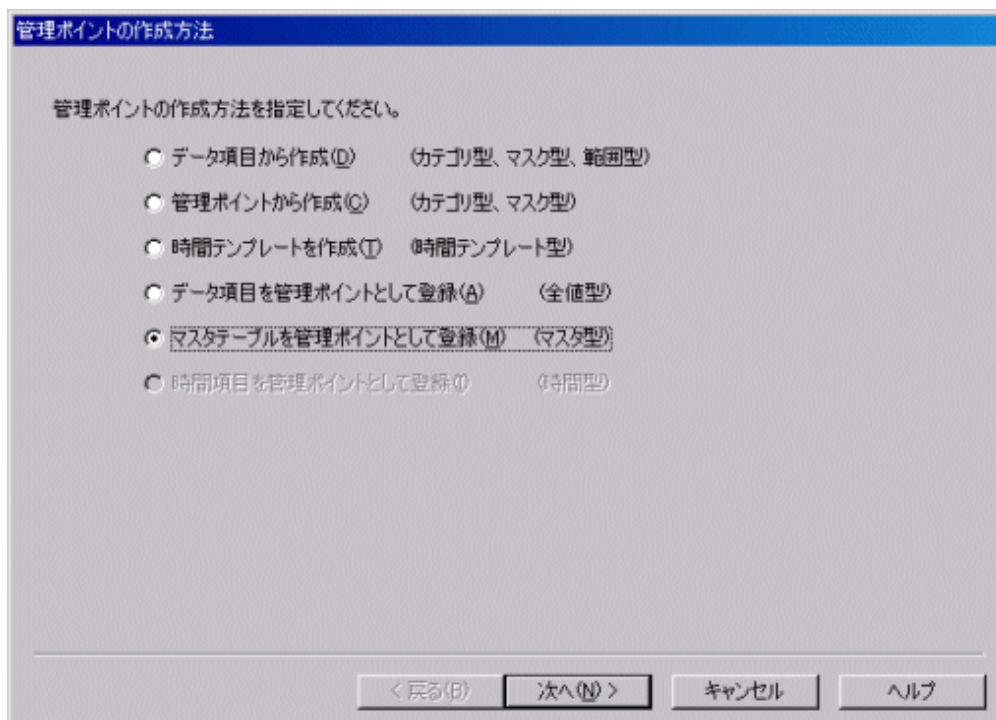 管理ポイントの作成方法
管理ポイントの作成方法を指定してください。
データ項目から作成(D) (カテゴリ型、マスク型、範囲型)
管理ポイントから作成(C) (カテゴリ型、マスク型)
時間テンプレートを作成(T) (時間テンプレート型)
データ項目を管理ポイントとして登録(A) (全値型)
マスタテーブルを管理ポイントとして登録(M) (マスタ型)
時間項目を管理ポイントとして登録(I) (時間型)
< 戻る(B) 次へ(N) > キャンセル ヘルプ